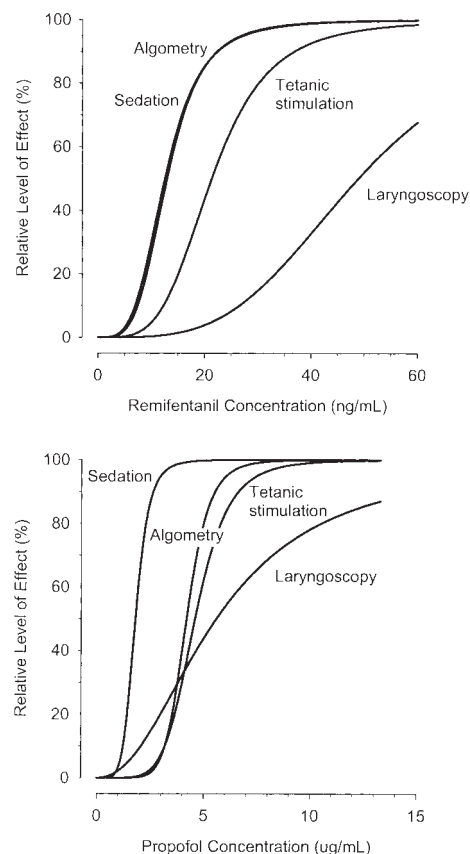 100
80
60
40
20
0
Relative Level of Effect (%)
Algometry
Sedation
Tetanic
stimulation
Laryngoscopy
0 20 40 60
Remifentanil Concentration (ng/mL)
100
80
60
40
20
0
Relative Level of Effect (%)
Sedation
Algometry
Tetanic
stimulation
Laryngoscopy
0 5 10 15
Propofol Concentration (ug/mL)